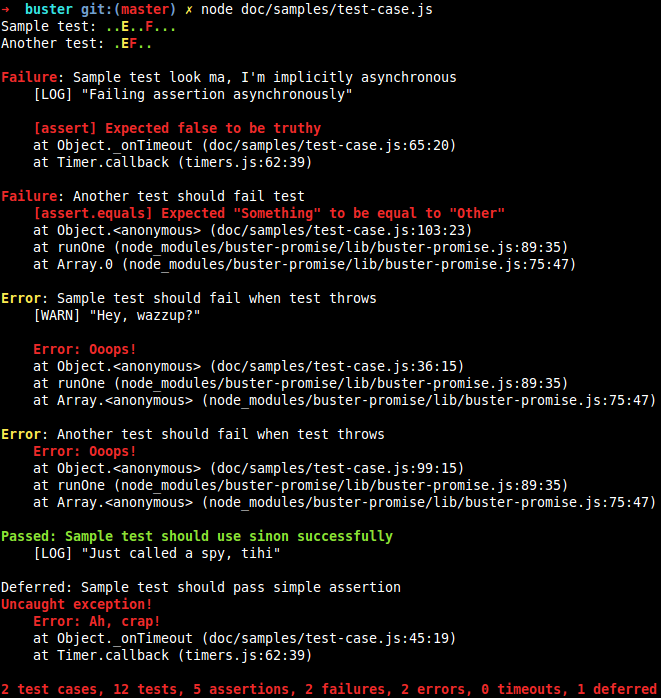 ➜  buster git:(master) ✗ node doc/samples/test-case.js
Sample test: ..E..F...
Another test: .EF..

Failure: Sample test look ma, I'm implicitly asynchronous
    [LOG] "Failing assertion asynchronously"

    [assert] Expected false to be truthy
    at Object._onTimeout (doc/samples/test-case.js:65:20)
    at Timer.callback (timers.js:62:39)

Failure: Another test should fail test
    [assert.equals] Expected "Something" to be equal to "Other"
    at Object.<anonymous> (doc/samples/test-case.js:103:23)
    at runOne (node_modules/buster-promise/lib/buster-promise.js:89:35)
    at Array.0 (node_modules/buster-promise/lib/buster-promise.js:75:47)

Error: Sample test should fail when test throws
    [WARN] "Hey, wazzup?"

    Error: Ooops!
    at Object.<anonymous> (doc/samples/test-case.js:36:15)
    at runOne (node_modules/buster-promise/lib/buster-promise.js:89:35)
    at Array.<anonymous> (node_modules/buster-promise/lib/buster-promise.js:75:47)

Error: Another test should fail when test throws
    Error: Ooops!
    at Object.<anonymous> (doc/samples/test-case.js:99:15)
    at runOne (node_modules/buster-promise/lib/buster-promise.js:89:35)
    at Array.<anonymous> (node_modules/buster-promise/lib/buster-promise.js:75:47)

Passed: Sample test should use sinon successfully
    [LOG] "Just called a spy, tihi"

Deferred: Sample test should pass simple assertion
Uncaught exception!
    Error: Ah, crap!
    at Object._onTimeout (doc/samples/test-case.js:45:19)
    at Timer.callback (timers.js:62:39)

2 test cases, 12 tests, 5 assertions, 2 failures, 2 errors, 0 timeouts, 1 deferred